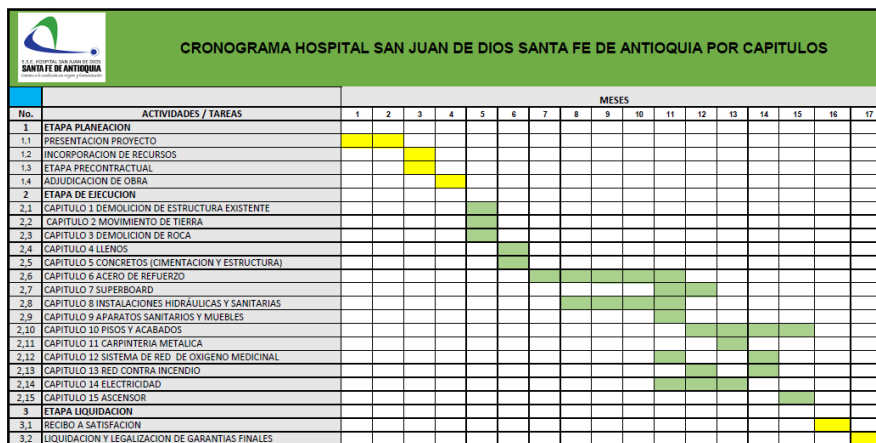 CRONOGRAMA HOSPITAL SAN JUAN DE DIOS SANTA FE DE ANTIOQUIA POR CAPITULOS
E.S.E. HOSPITAL SAN JUAN DE DIOS
SANTA FE DE ANTIOQUIA
MESES
No. ACTIVIDADES / TAREAS 1 2 3 4 5 6 7 8 9 10 11 12 13 14 15 16 17
1 ETAPA PLANEACION
1,1 PRESENTACION PROYECTO
1,2 INCORPORACION DE RECURSOS
1,3 ETAPA PRECONTRACTUAL
1,4 ADJUDICACION DE OBRA
2 ETAPA DE EJECUCION
2,1 CAPITULO 1 DEMOLICION DE ESTRUCTURA EXISTENTE
2,2 CAPITULO 2 MOVIMIENTO DE TIERRA
2,3 CAPITULO 3 DEMOLICION DE ROCA
2,4 CAPITULO 4 LLENOS
2,5 CAPITULO 5 CONCRETOS (CIMENTACION Y ESTRUCTURA)
2,6 CAPITULO 6 ACERO DE REFUERZO
2,7 CAPITULO 7 SUPERBOARD
2,8 CAPITULO 8 INSTALACIONES HIDRÁULICAS Y SANITARIAS
2,9 CAPITULO 9 APARATOS SANITARIOS Y MUEBLES
2,10 CAPITULO 10 PISOS Y ACABADOS
2,11 CAPITULO 11 CARPINTERIA METALICA
2,12 CAPITULO 12 SISTEMA DE RED DE OXIGENO MEDICINAL
2,13 CAPITULO 13 RED CONTRA INCENDIO
2,14 CAPITULO 14 ELECTRICIDAD
2,15 CAPITULO 15 ASCENSOR
3 ETAPA LIQUIDACION
3,1 RECIBO A SATISFACION
3,2 LIQUIDACION Y LEGALIZACION DE GARANTIAS FINALES